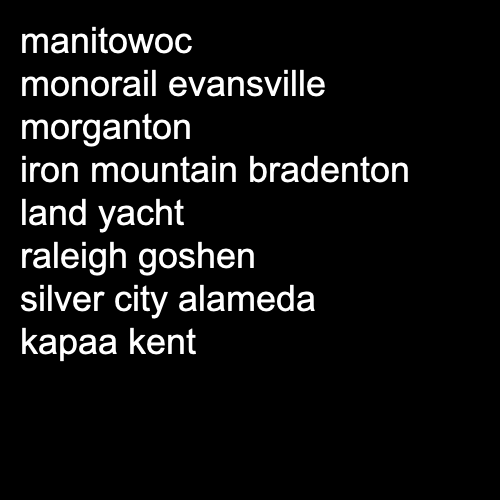 manitowoc
monorail evansville
morganton
iron mountain bradenton
land yacht
raleigh goshen
silver city alameda
kapaa kent